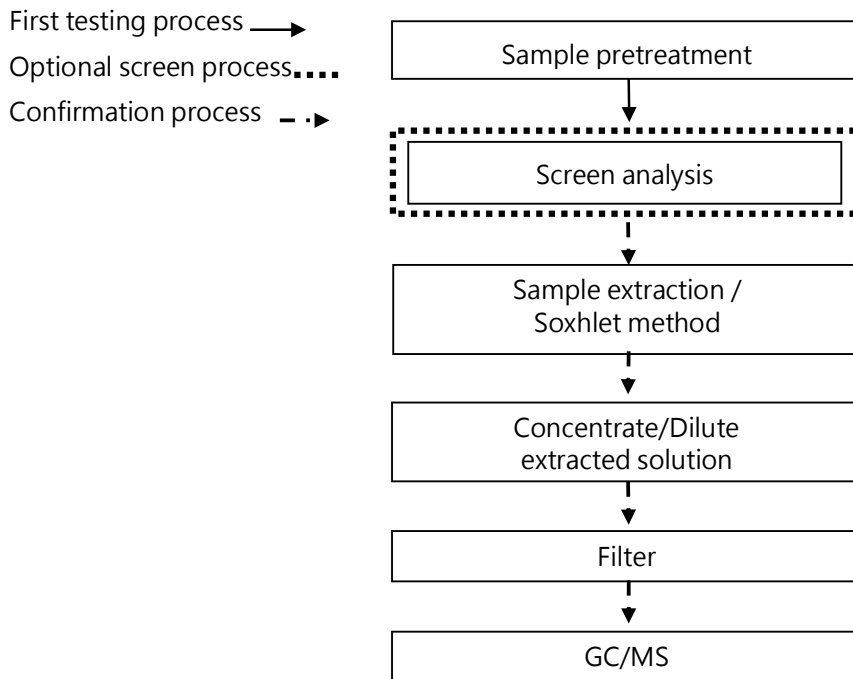 First testing process
Optional screen process
Confirmation process
Sample pretreatment
Screen analysis
Sample extraction /
Soxhlet method
Concentrate/Dilute
extracted solution
Filter
GC/MS